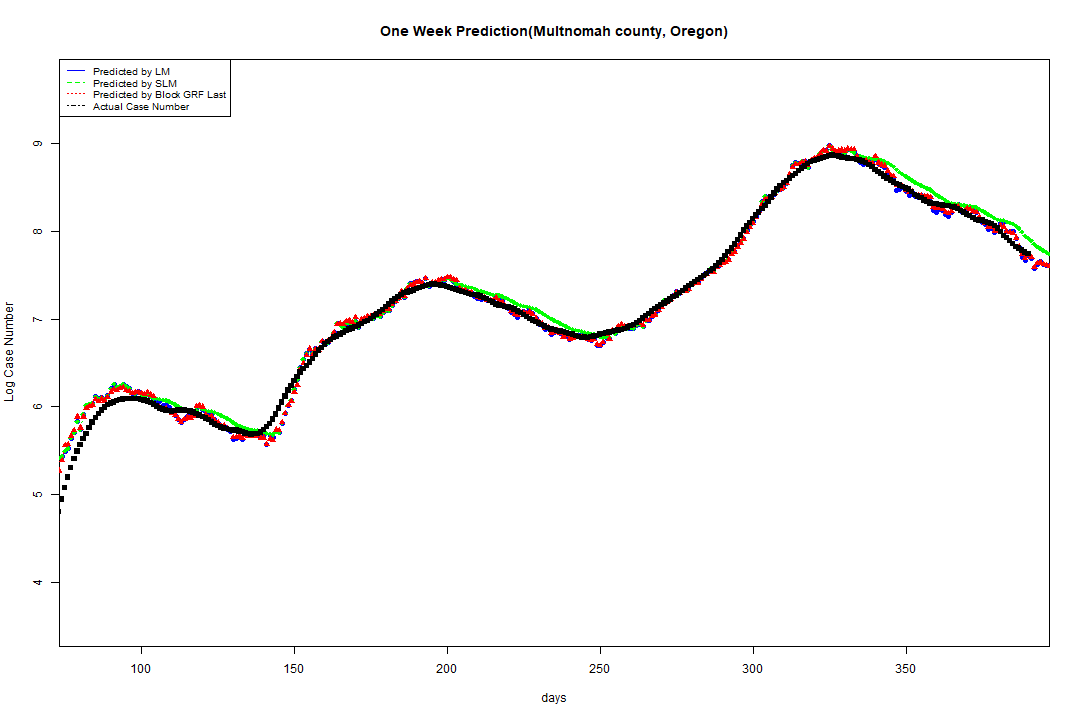 One Week Prediction(Multnomah county, Oregon)
Predicted by LM
Predicted by SLM
Predicted by Block GRF Last
Actual Case Number
Log Case Number
9
8
7
6
5
4
100 150 200 250 300 350
days